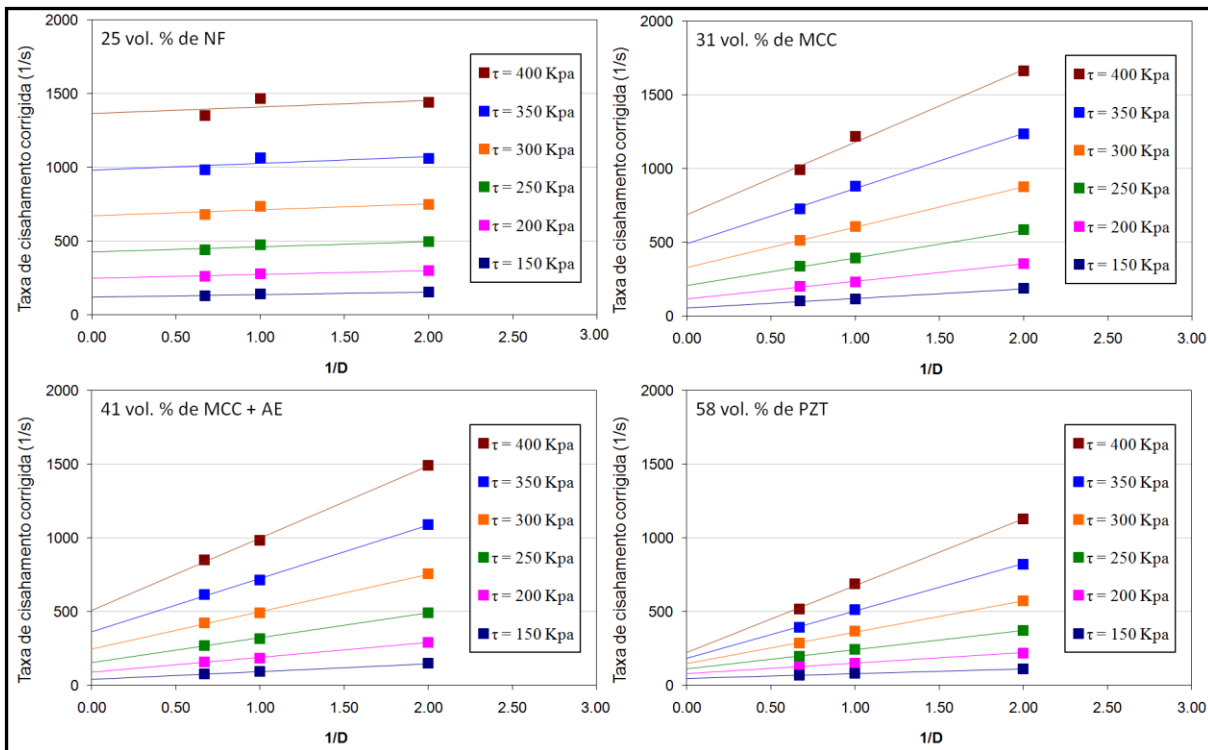 25 vol. % de NF
Taxa de cisahamento corrigida (1/s)
2000
1500
1000
500
0
τ = 400 Kpa
τ = 350 Kpa
τ = 300 Kpa
τ = 250 Kpa
τ = 200 Kpa
τ = 150 Kpa
0.00 0.50 1.00 1.50 2.00 2.50 3.00
1/D
31 vol. % de MCC
Taxa de cisahamento corrigida (1/s)
2000
1500
1000
500
0
τ = 400 Kpa
τ = 350 Kpa
τ = 300 Kpa
τ = 250 Kpa
τ = 200 Kpa
τ = 150 Kpa
0.00 0.50 1.00 1.50 2.00 2.50 3.00
1/D
41 vol. % de MCC + AE
Taxa de cisahamento corrigida (1/s)
2000
1500
1000
500
0
τ = 400 Kpa
τ = 350 Kpa
τ = 300 Kpa
τ = 250 Kpa
τ = 200 Kpa
τ = 150 Kpa
0.00 0.50 1.00 1.50 2.00 2.50 3.00
1/D
58 vol. % de PZT
Taxa de cisahamento corrigida (1/s)
2000
1500
1000
500
0
τ = 400 Kpa
τ = 350 Kpa
τ = 300 Kpa
τ = 250 Kpa
τ = 200 Kpa
τ = 150 Kpa
0.00 0.50 1.00 1.50 2.00 2.50 3.00
1/D